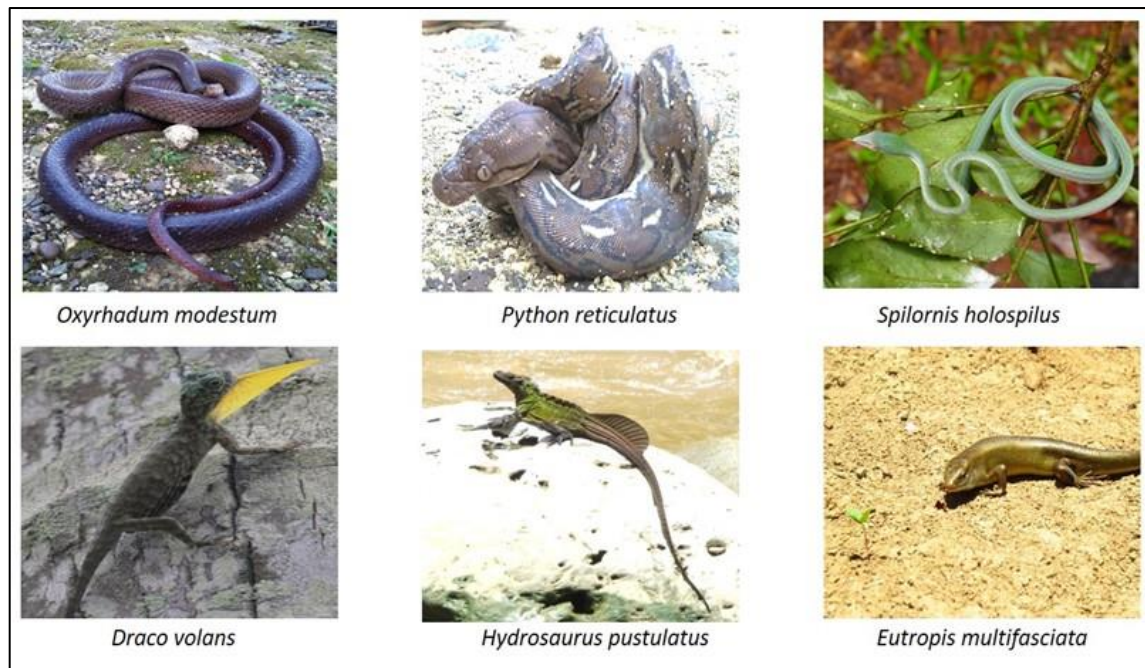 Oxyrhadum modestum
Python reticulatus
Spilornis holospilus
Draco volans
Hydrosaurus pustulatus
Eutropis multifasciata